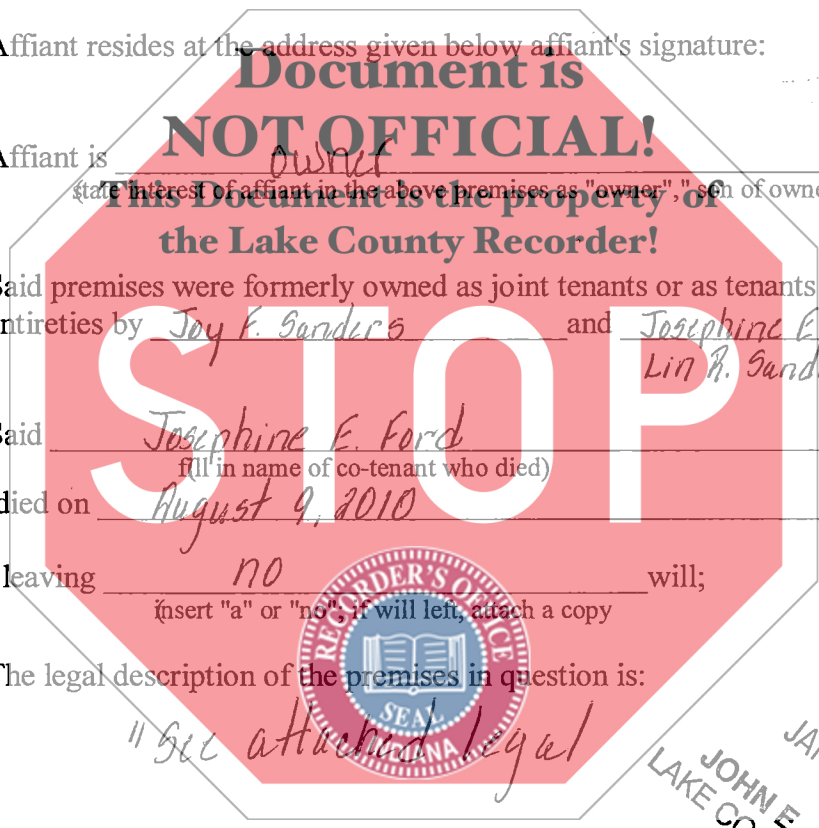 Affiant resides at the address given below affiant's signature:
Document is
NOT OFFICIAL!
Affiant is owner
state interest of affiant in the above premises as "owner"," son of owne
This Document is the property of
the Lake County Recorder!
Said premises were formerly owned as joint tenants or as tenants
ntireties by Joy F. Sanders and Josephine E
Lin R. Sand
STOP
Said Josephine E. Ford
fill in name of co-tenant who died)
died on August 9, 2010
leaving no will;
insert "a" or "no"; if will left, attach a copy
RECORDER'S OFFICE
SEAL
INDIANA
The legal description of the premises in question is:
"See attached legal
JA
JOHN E
LAKE CO